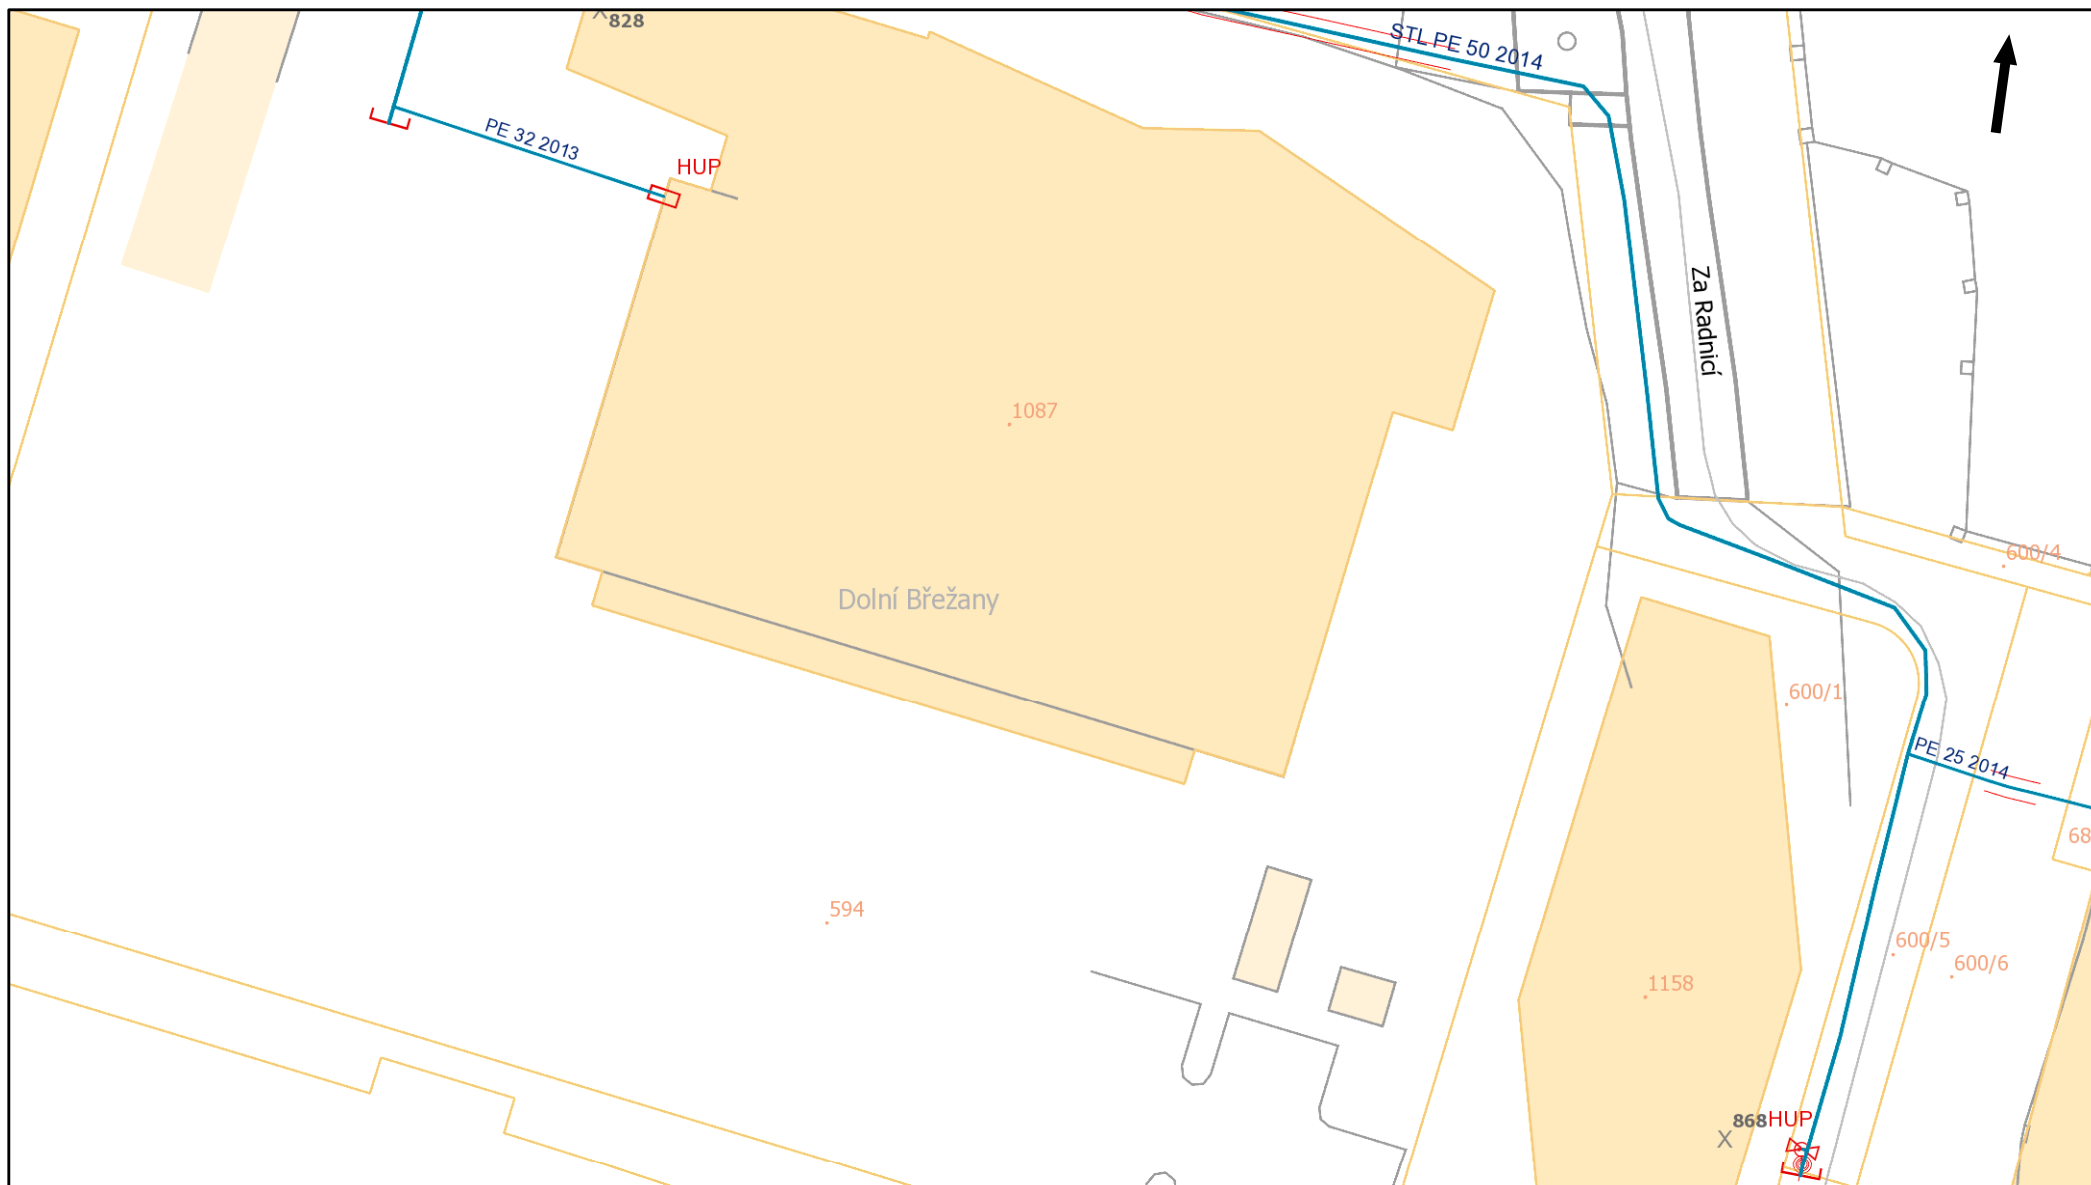 828
STL PE 50 2014
PE 32 2013
HUP
Za Radnicí
1087
600/4
Dolní Břežany
600/1
PE 25 2014
68
594
600/5
600/6
1158
868
HUP